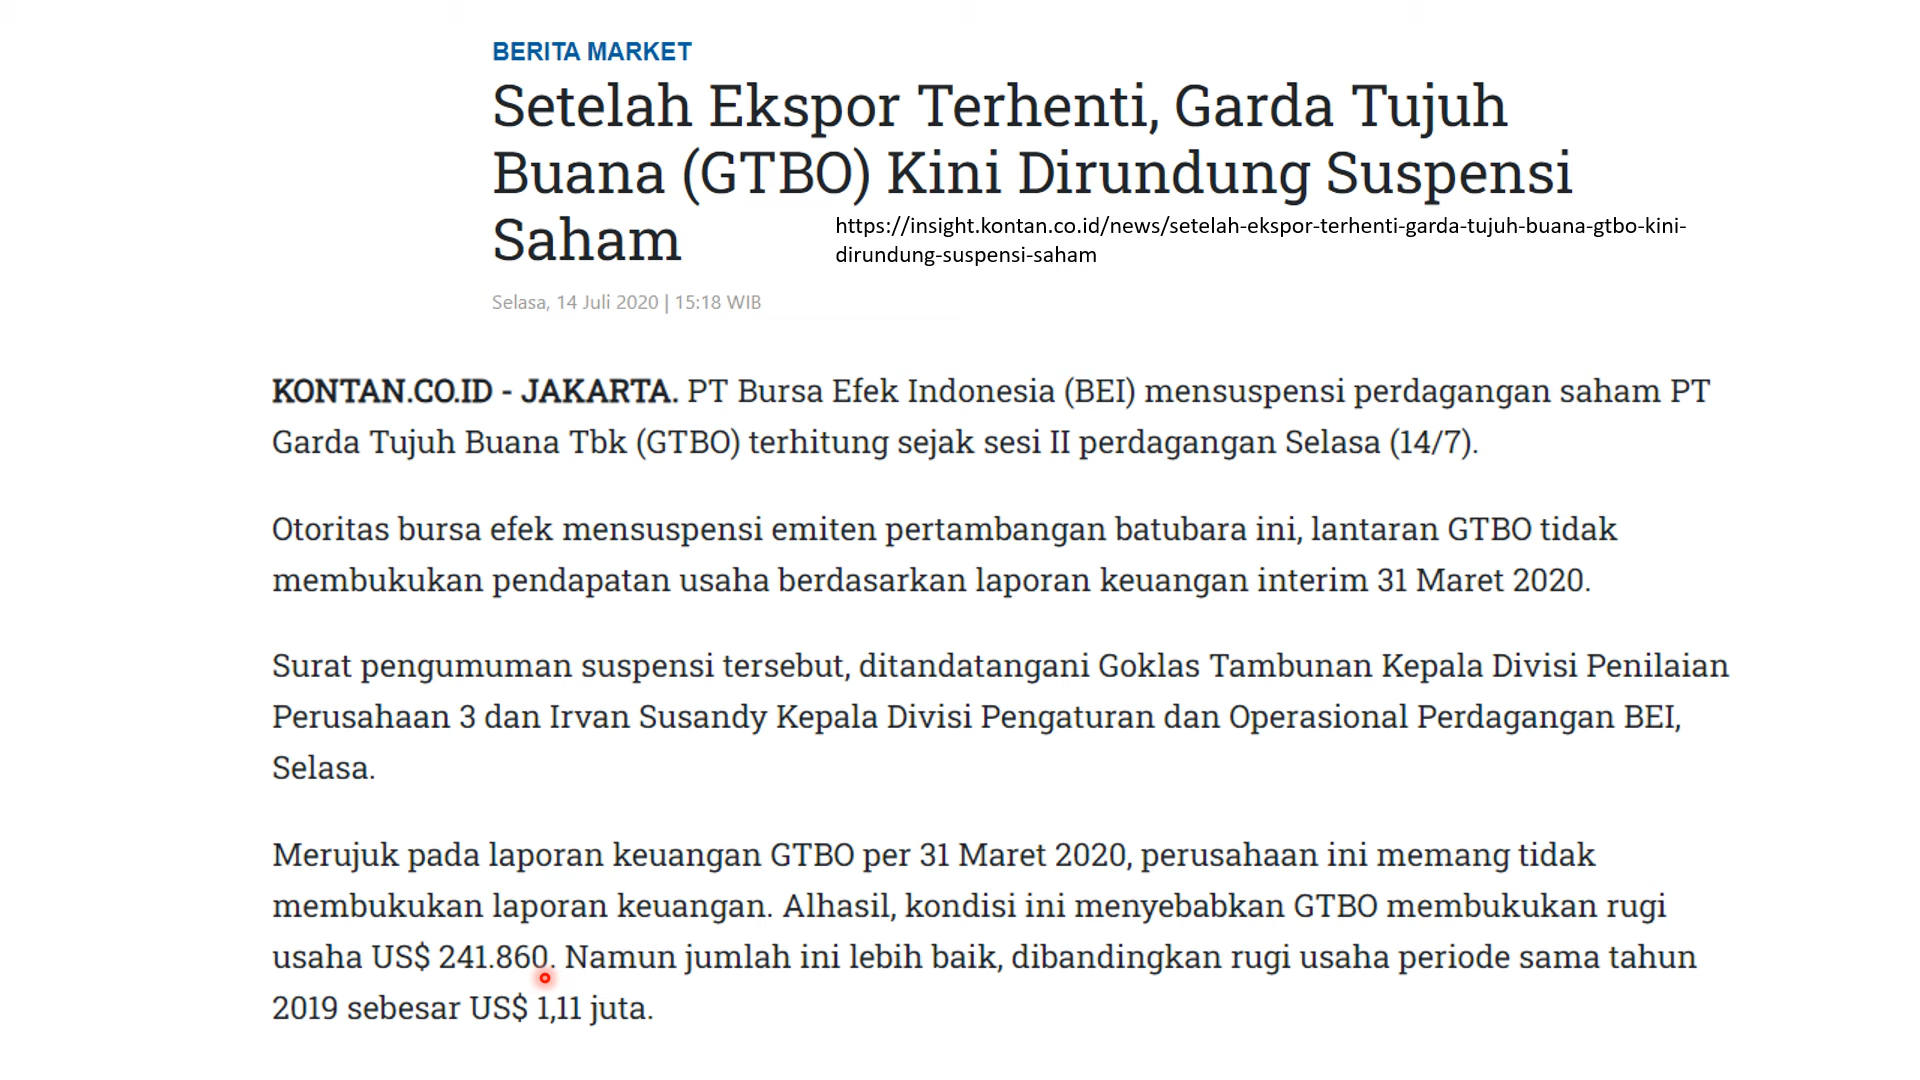 BERITA MARKET
Setelah Ekspor Terhenti, Garda Tujuh
Buana (GTBO) Kini Dirundung Suspensi
Saham
https://insight.kontan.co.id/news/setelah-ekspor-terhenti-garda-tujuh-buana-gtbo-kini-
dirundung-suspensi-saham
Selasa, 14 Juli 2020 | 15:18 WIB
KONTAN.CO.ID - JAKARTA. PT Bursa Efek Indonesia (BEI) mensuspensi perdagangan saham PT
Garda Tujuh Buana Tbk (GTBO) terhitung sejak sesi II perdagangan Selasa (14/7).
Otoritas bursa efek mensuspensi emiten pertambangan batubara ini, lantaran GTBO tidak
membukukan pendapatan usaha berdasarkan laporan keuangan interim 31 Maret 2020.
Surat pengumuman suspensi tersebut, ditandatangani Goklas Tambunan Kepala Divisi Penilaian
Perusahaan 3 dan Irvan Susandy Kepala Divisi Pengaturan dan Operasional Perdagangan BEI,
Selasa.
Merujuk pada laporan keuangan GTBO per 31 Maret 2020, perusahaan ini memang tidak
membukukan laporan keuangan. Alhasil, kondisi ini menyebabkan GTBO membukukan rugi
usaha US$ 241.860. Namun jumlah ini lebih baik, dibandingkan rugi usaha periode sama tahun
2019 sebesar US$ 1,11 juta.